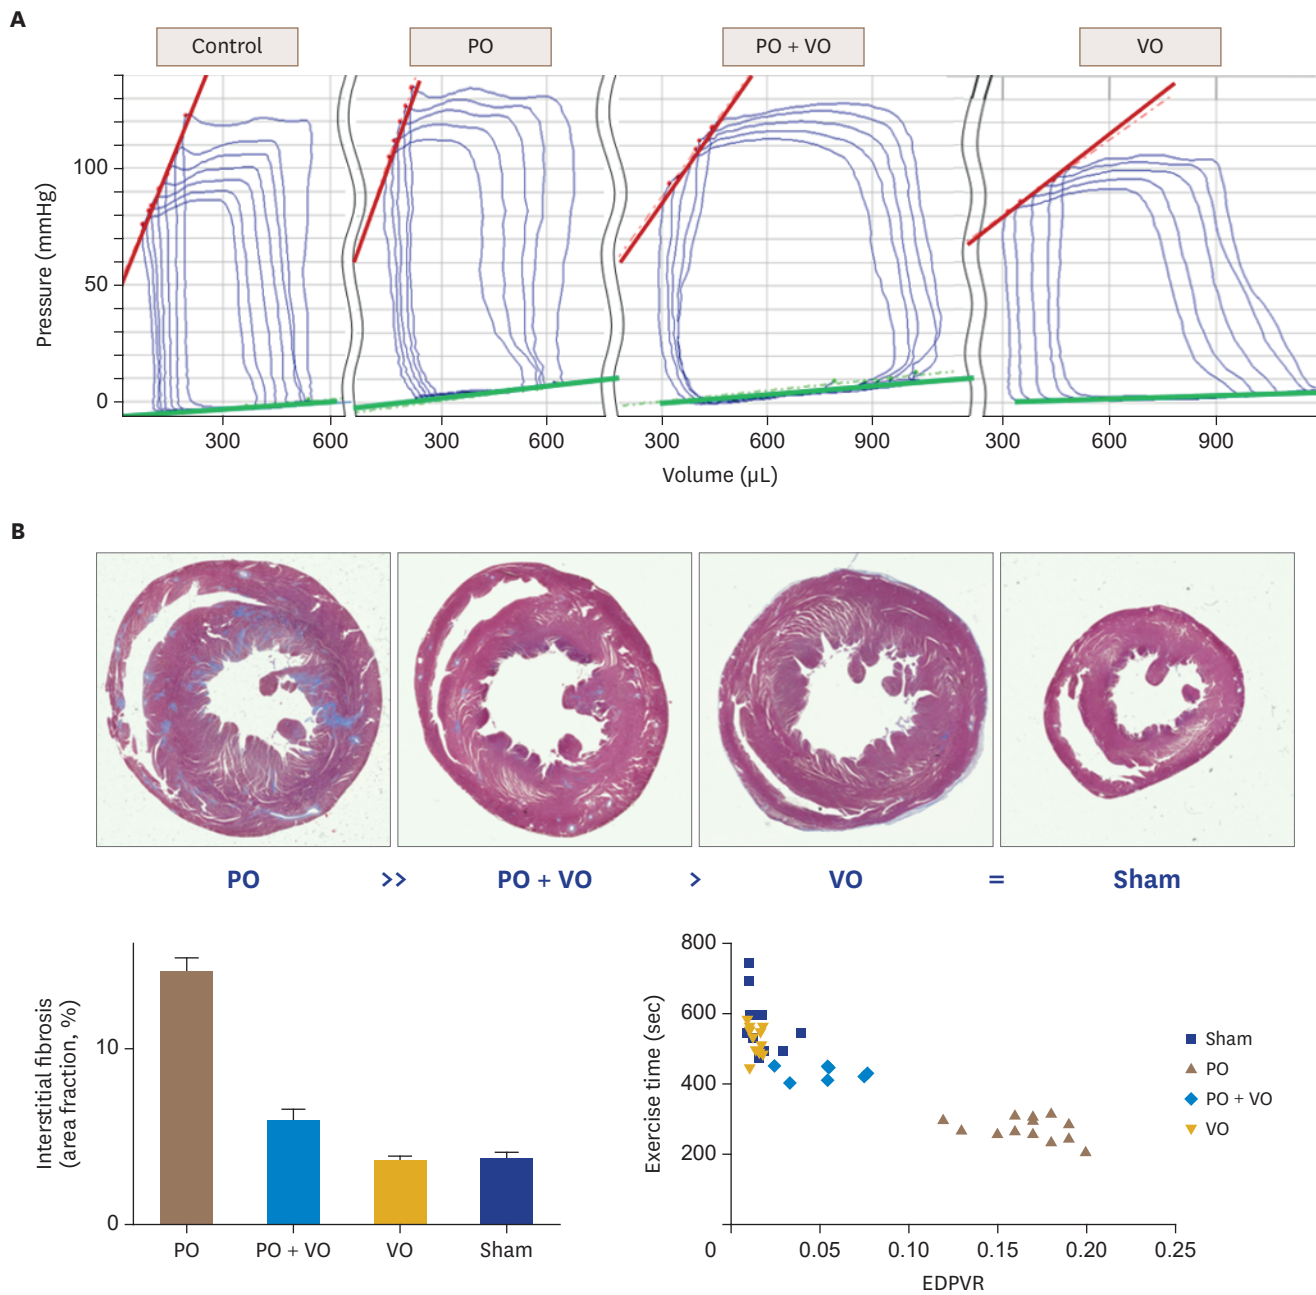 A
Control
PO
PO + VO
VO
Pressure (mmHg)
100
50
0
300
600
300
600
300
600
900
300
600
900
Volume (µL)
B
PO
>>
PO + VO
>
VO
=
Sham
Interstitial fibrosis
(area fraction, %)
10
0
PO
PO + VO
VO
Sham
Exercise time (sec)
800
600
400
200
0
0.05
0.10
0.15
0.20
0.25
EDPVR
Sham
PO
PO + VO
VO